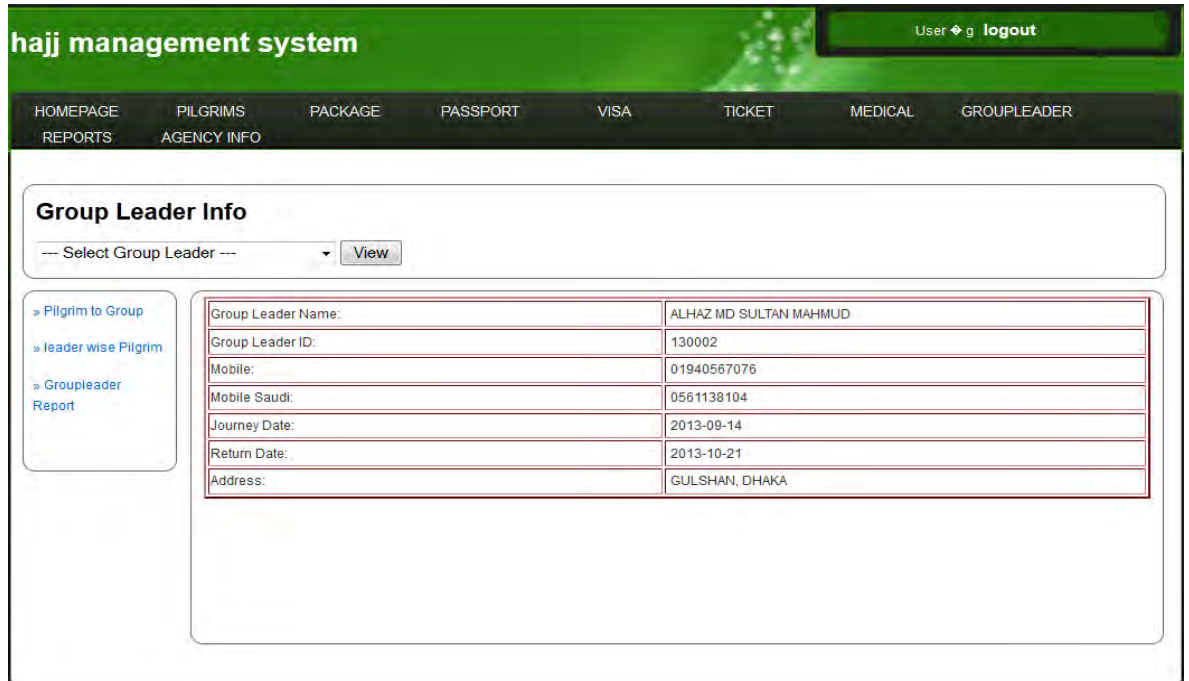 hajj management system
User � g logout
HOMEPAGE PILGRIMS PACKAGE PASSPORT VISA TICKET MEDICAL GROUPLEADER
REPORTS AGENCY INFO
Group Leader Info
--- Select Group Leader --- View
» Pilgrim to Group
» leader wise Pilgrim
» Groupleader
Report
Group Leader Name: ALHAZ MD SULTAN MAHMUD
Group Leader ID: 130002
Mobile: 01940567076
Mobile Saudi: 0561138104
Journey Date: 2013-09-14
Return Date: 2013-10-21
Address: GULSHAN, DHAKA